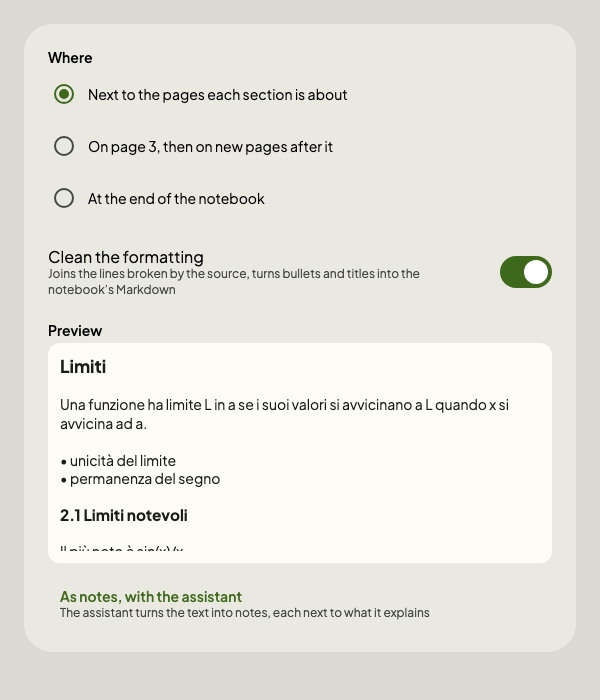 Where
Next to the pages each section is about
On page 3, then on new pages after it
At the end of the notebook
Clean the formatting
Joins the lines broken by the source, turns bullets and titles into the
notebook's Markdown
Preview
Limiti
Una funzione ha limite L in a se i suoi valori si avvicinano a L quando x si
avvicina ad a.
• unicità del limite
• permanenza del segno
2.1 Limiti notevoli
Il più noto è sin(x)/x
As notes, with the assistant
The assistant turns the text into notes, each next to what it explains